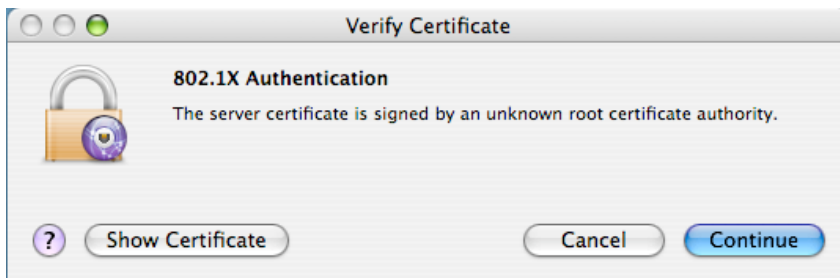 Verify Certificate
802.1X Authentication
The server certificate is signed by an unknown root certificate authority.
? Show Certificate Cancel Continue